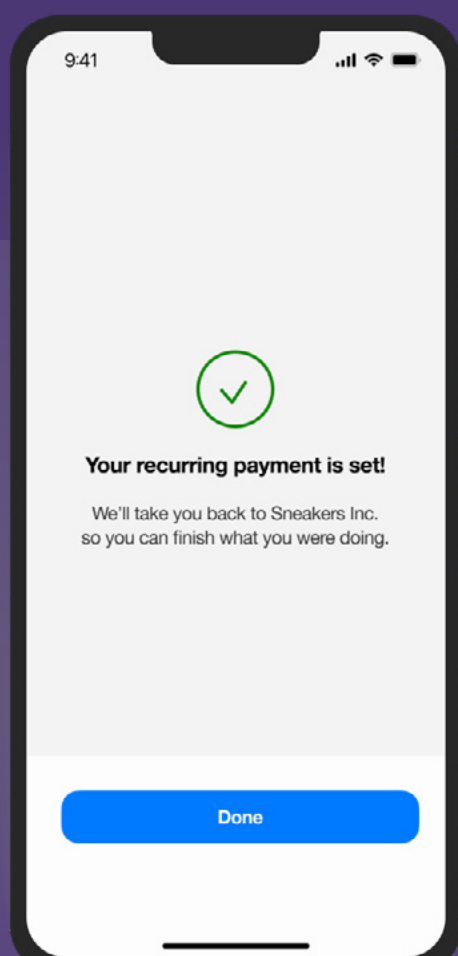 9:41
Your recurring payment is set!
We'll take you back to Sneakers Inc.
so you can finish what you were doing.
Done